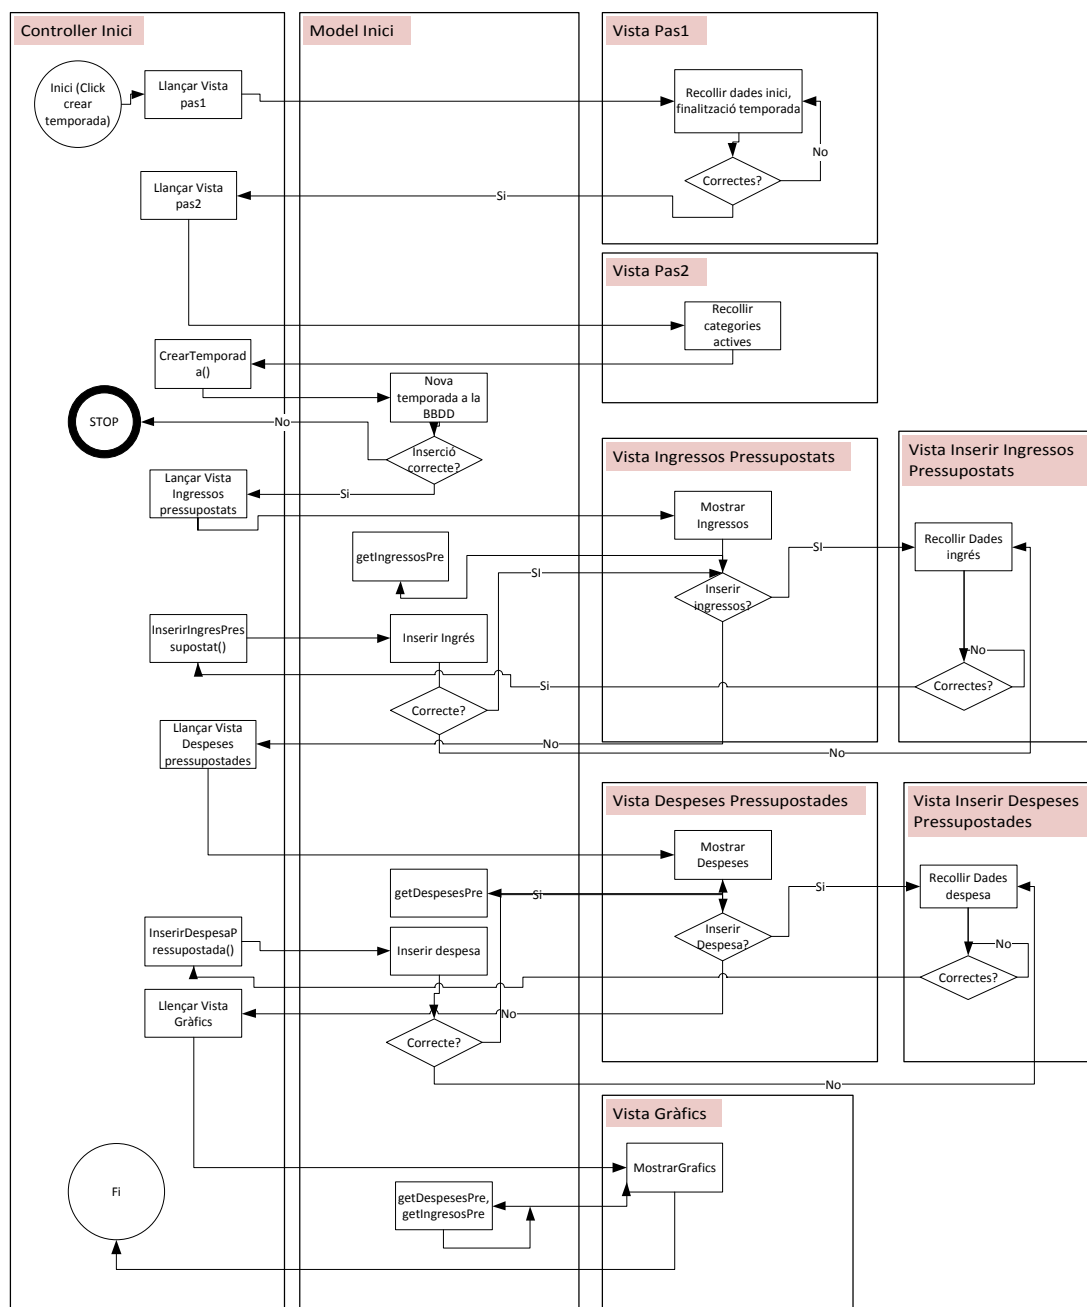 Controller Inici
Model Inici
Vista Pas1
Inici (Click
crear
temporada)
Llançar Vista
pas1
Recollir dades inici,
finalització temporada
No
Correctes?
Llançar Vista
pas2
Si
Vista Pas2
Recollir
categories
actives
CrearTemporad
a()
Nova
temporada a la
BBDD
STOP
No
Inserció
correcte?
Vista Ingressos Pressupostats
Vista Inserir Ingressos
Pressupostats
Lançar Vista
Ingressos
pressupostats
Si
Mostrar
Ingressos
getIngressosPre
SI
SI
Recollir Dades
ingrés
Inserir
ingressos?
InserirIngresPres
supostat()
Inserir Ingrés
No
Si
Correctes?
Correcte?
Llançar Vista
Despeses
pressupostades
No
No
Vista Despeses Pressupostades
Vista Inserir Despeses
Pressupostades
Mostrar
Despeses
getDespesesPre
Si
Si
Recollir Dades
despesa
InserirDespesaP
ressupostada()
Inserir despesa
Inserir
Despesa?
No
Correctes?
Llençar Vista
Gràfics
No
Correcte?
No
Vista Gràfics
MostrarGrafics
Fi
getDespesesPre,
getIngresosPre